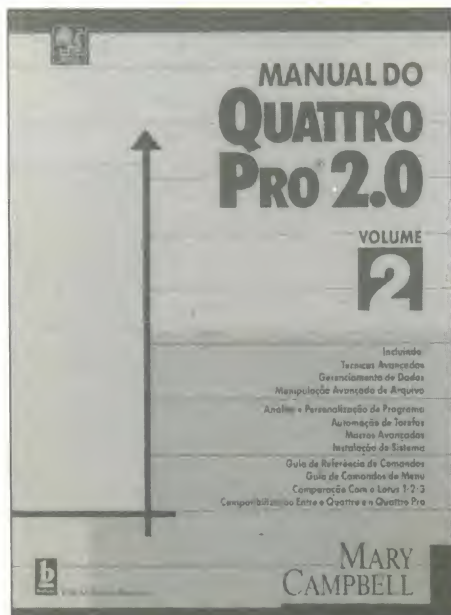 MANUAL DO
QUATTRO
PRO® 2.0
VOLUME
2
Incluindo
Técnicas Avançadas
Gerenciamento de Dados
Manipulação Avançada de Arquivo
Análise e Personalização de Programa
Automação de Tarefas
Macros Avançadas
Instalação do Sistema
Guia de Referência de Comandos
Guia de Comandos de Menu
Comparação Com o Lotus 1-2-3
Compatibilização Entre o Quattro e o Quattro Pro
MARY
CAMPBELL
b